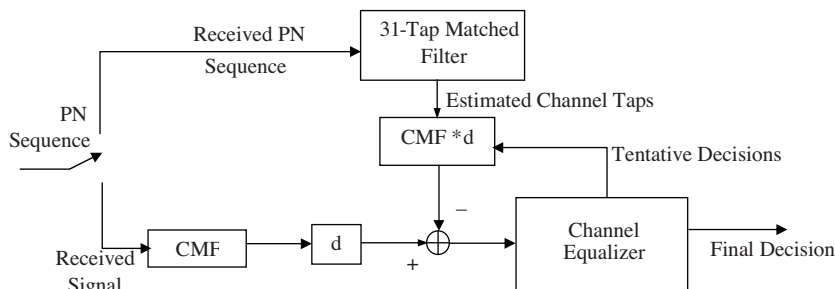 Received PN
Sequence
31-Tap Matched
Filter
Estimated Channel Taps
PN
Sequence
CMF *d
Tentative Decisions
−
Received
Signal
CMF
d
+
Channel
Equalizer
Final Decision